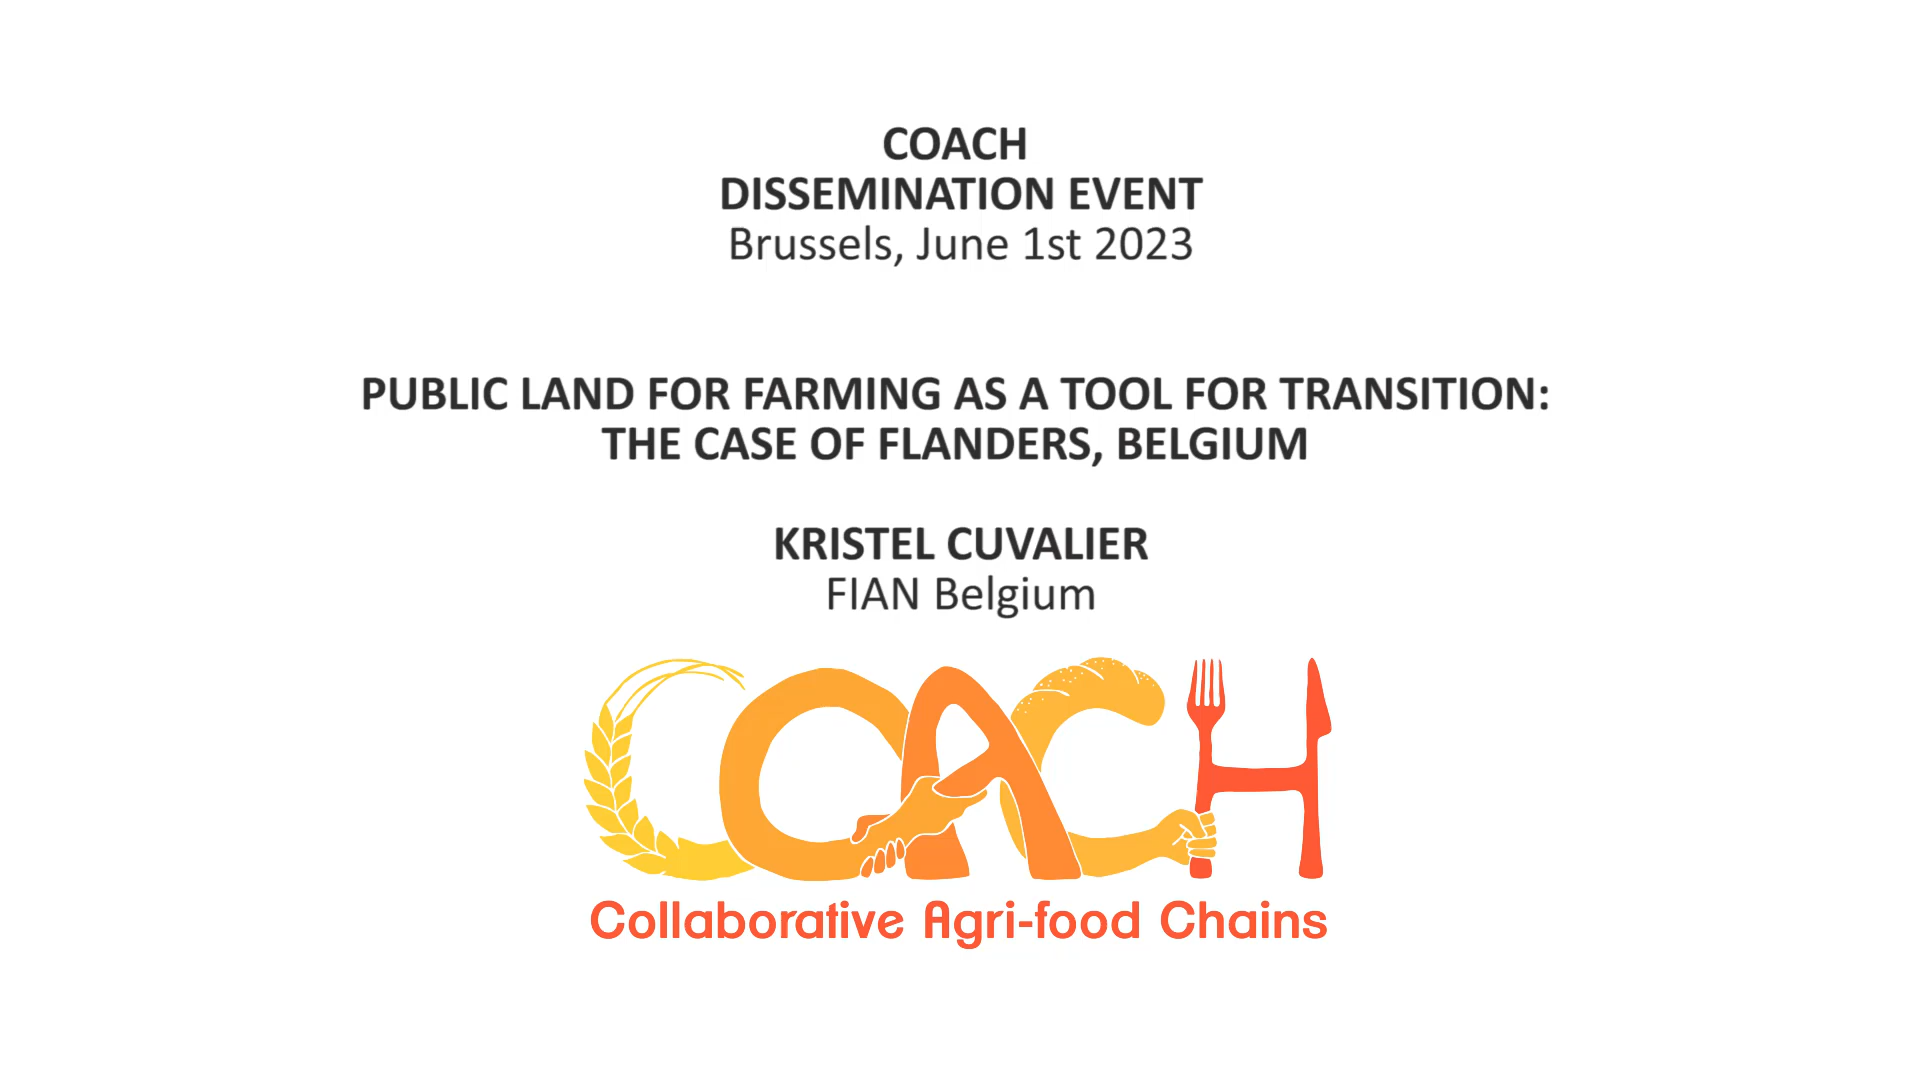 COACH
DISSEMINATION EVENT
Brussels, June 1st 2023
PUBLIC LAND FOR FARMING AS A TOOL FOR TRANSITION:
THE CASE OF FLANDERS, BELGIUM
KRISTEL CUVALIER
FIAN Belgium
COACH
Collaborative Agri-food Chains